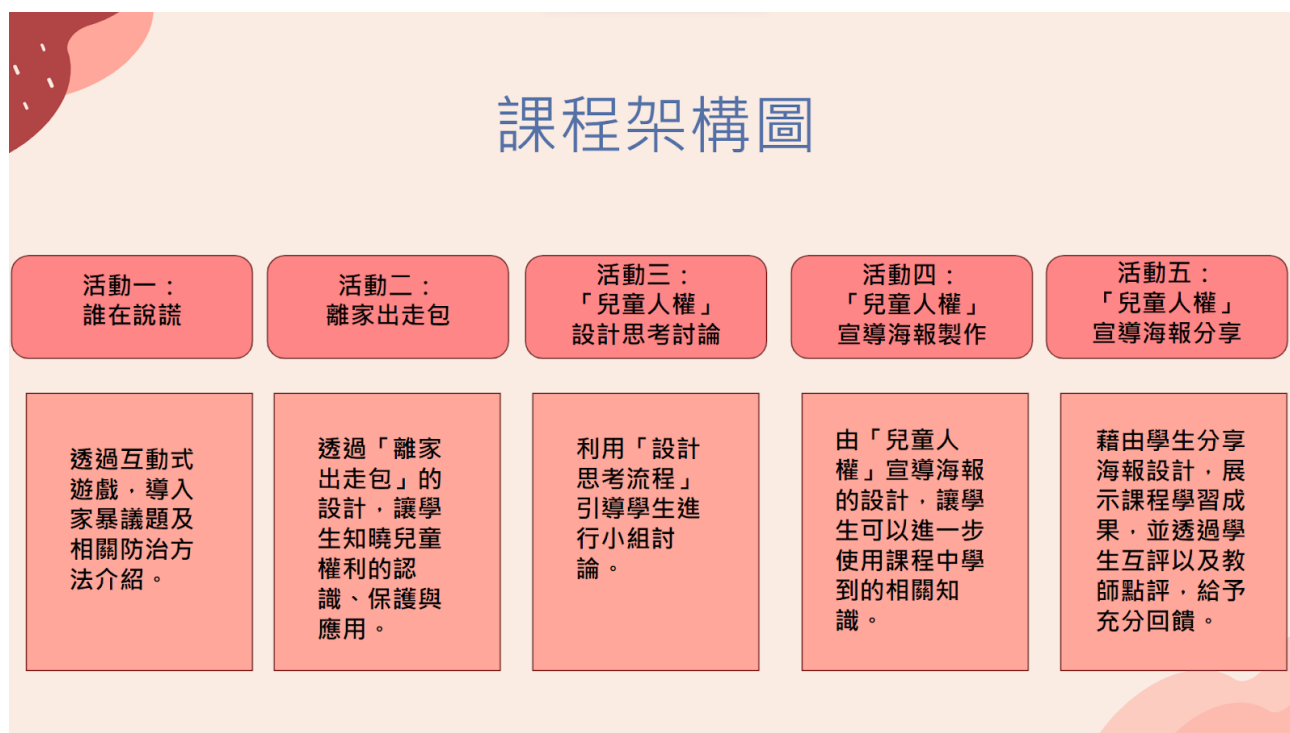 課程架構圖
活動一：
誰在說謊
活動二：
離家出走包
活動三：
「兒童人權」
設計思考討論
活動四：
「兒童人權」
宣導海報製作
活動五：
「兒童人權」
宣導海報分享
透過互動式
遊戲，導入
家暴議題及
相關防治方
法介紹。
透過「離家
出走包」的
設計，讓學
生知曉兒童
權利的認
識、保護與
應用。
利用「設計
思考流程」
引導學生進
行小組討
論。
由「兒童人
權」宣導海報
的設計，讓學
生可以進一步
使用課程中學
到的相關知
識。
藉由學生分享
海報設計，展
示課程學習成
果，並透過學
生互評以及教
師點評，給予
充分回饋。